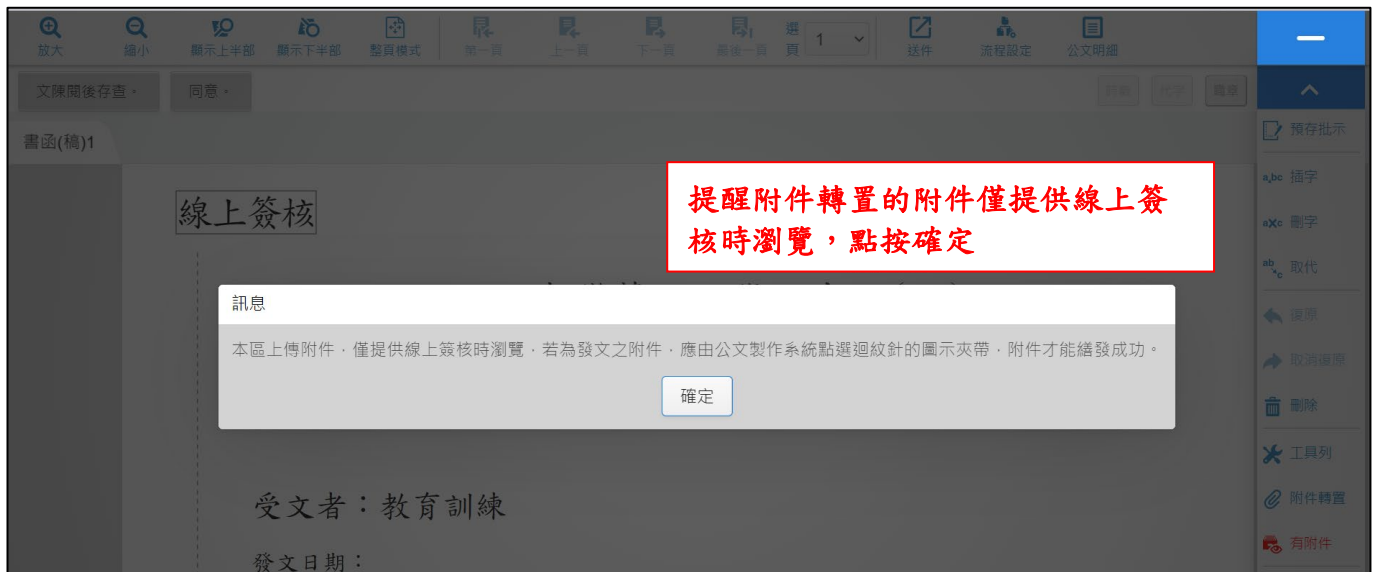 放大 縮小 顯示上半部 顯示下半部 整頁模式 第一頁 上一頁 下一頁 最後一頁 選頁 1 送件 流程設定 公文明細
文陳閱後存查。 同意。
書函(稿)1
預存批示
a,bc 插字
線上簽核
提醒附件轉置的附件僅提供線上簽
核時瀏覽，點按確定
aXc 刪字
取代
訊息
復原
本區上傳附件，僅提供線上簽核時瀏覽，若為發文之附件，應由公文製作系統點選迴紋針的圖示夾帶，附件才能繕發成功。
取消復原
確定
刪除
工具列
受文者：教育訓練
附件轉置
有附件
發文日期：